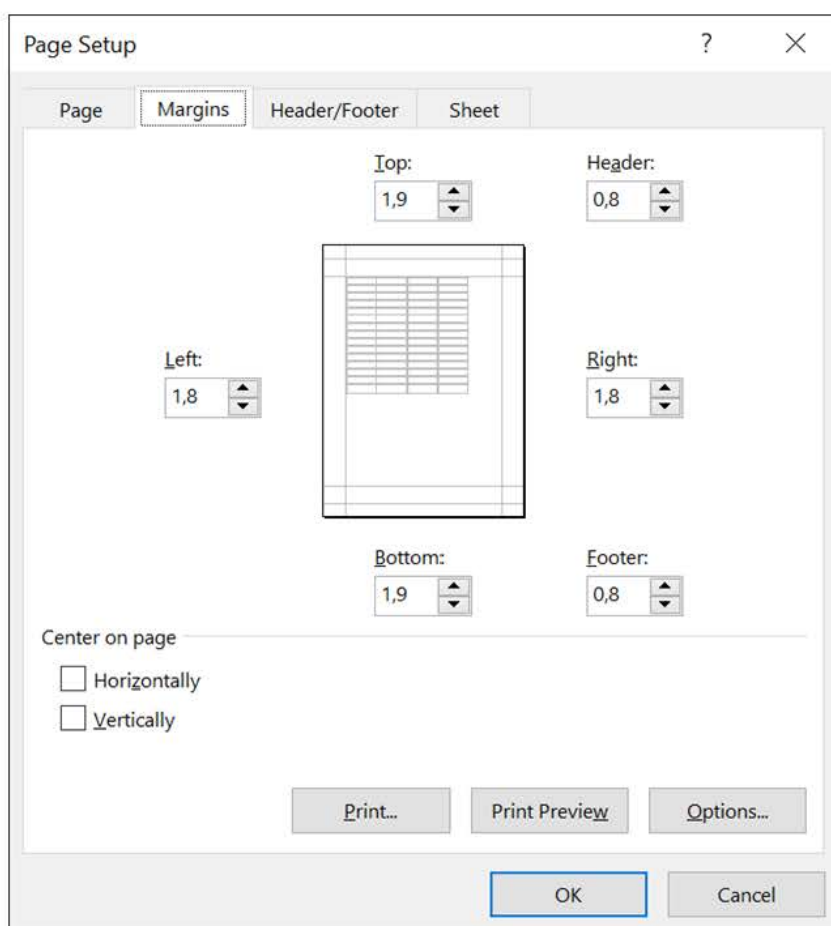 Page Setup ? ×
Page Margins Header/Footer Sheet
Top: Header:
1,9 0,8
Left: Right:
1,8 1,8
Bottom: Footer:
1,9 0,8
Center on page
Horizontally
Vertically
Print... Print Preview Options...
OK Cancel